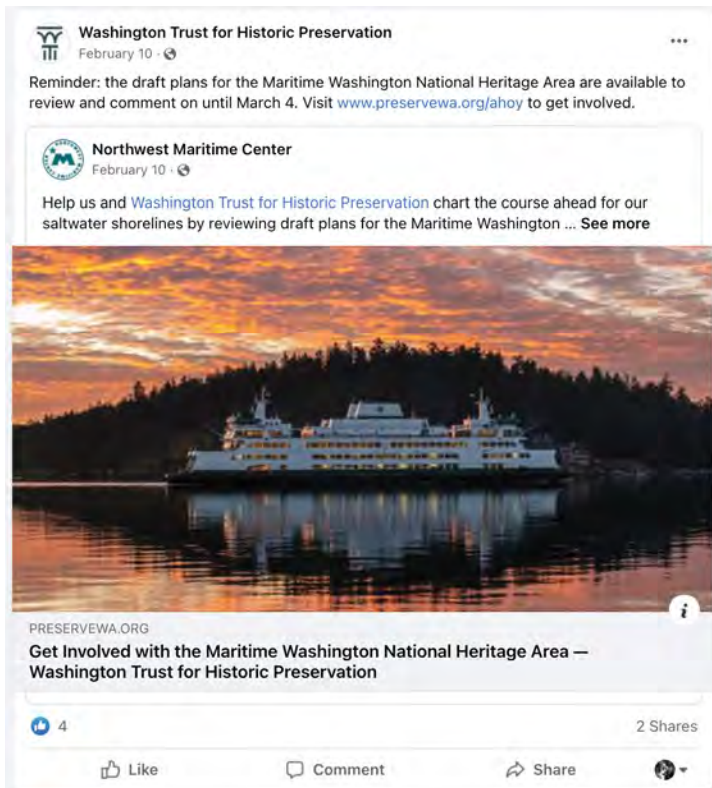 Washington Trust for Historic Preservation
February 10 ·
Reminder: the draft plans for the Maritime Washington National Heritage Area are available to
review and comment on until March 4. Visit www.preservewa.org/ahoy to get involved.
Northwest Maritime Center
February 10 ·
Help us and Washington Trust for Historic Preservation chart the course ahead for our
saltwater shorelines by reviewing draft plans for the Maritime Washington ... See more
PRESERVEWA.ORG
Get Involved with the Maritime Washington National Heritage Area —
Washington Trust for Historic Preservation
4
2 Shares
Like
Comment
Share